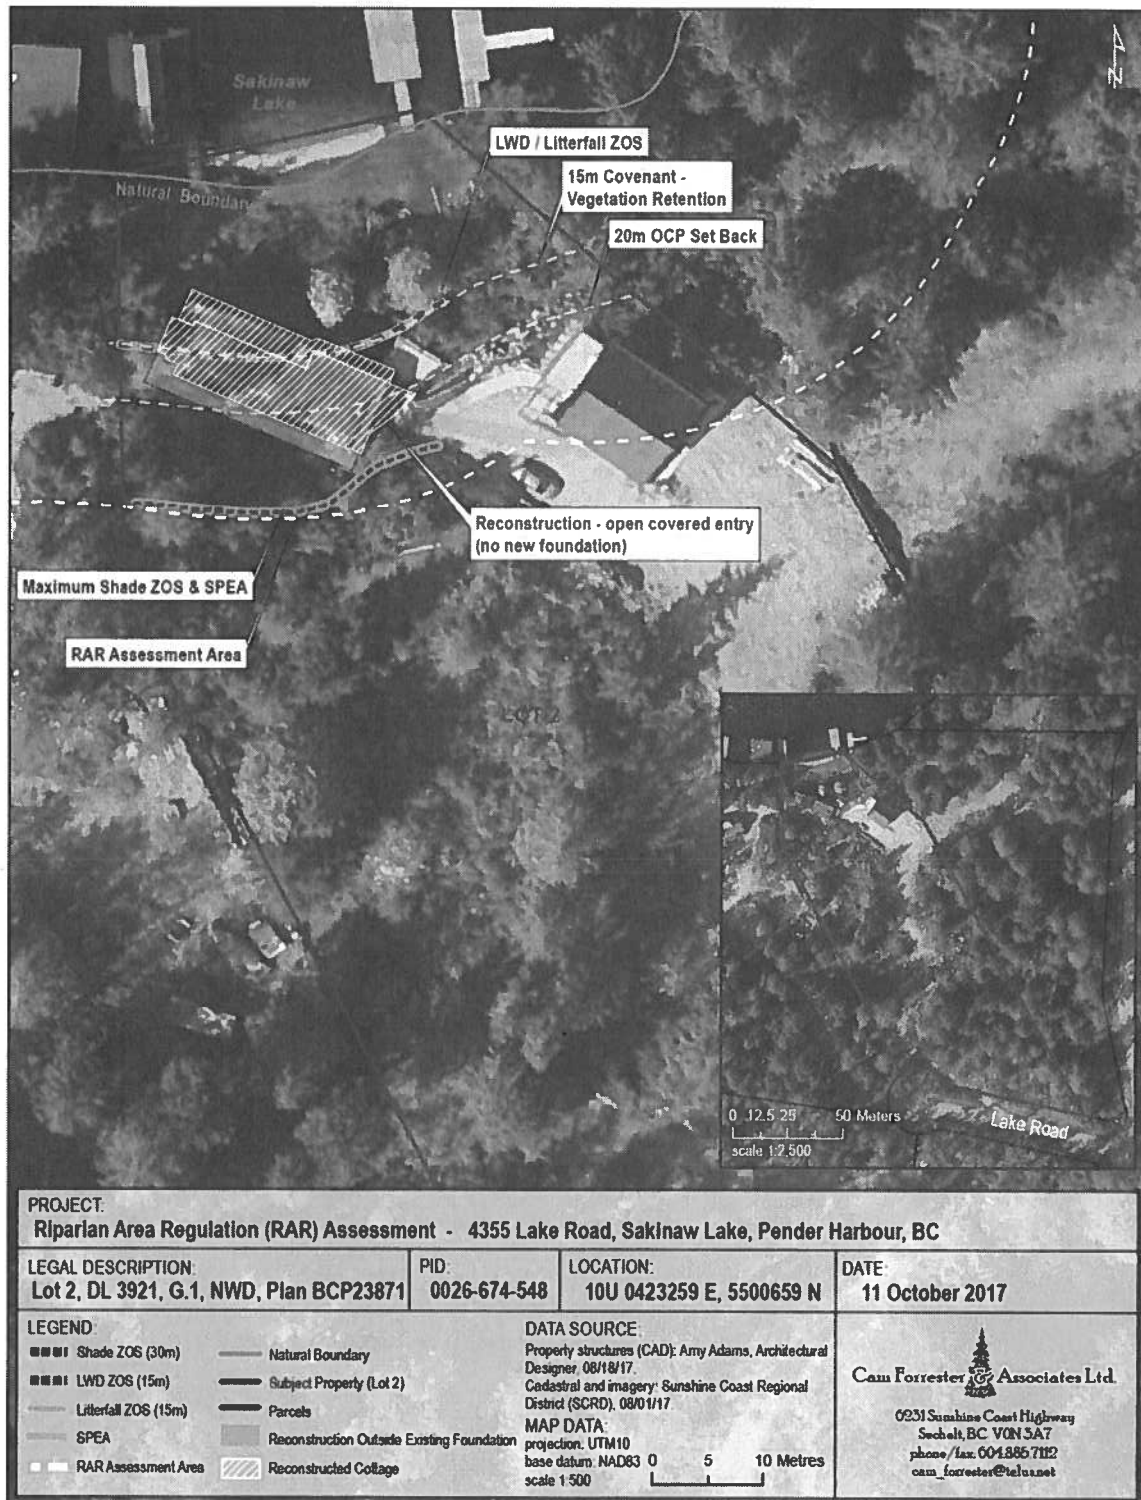 Sakinaw
Lake
Natural Boundary
LWD / Litterfall ZOS
15m Covenant -
Vegetation Retention
20m OCP Set Back
Reconstruction - open covered entry
(no new foundation)
Maximum Shade ZOS & SPEA
RAR Assessment Area
LOT 2
0 12.5 25 50 Meters
scale 1:2,500
Lake Road
PROJECT:
Riparian Area Regulation (RAR) Assessment - 4355 Lake Road, Sakinaw Lake, Pender Harbour, BC
LEGAL DESCRIPTION:
Lot 2, DL 3921, G.1, NWD, Plan BCP23871
PID:
0026-674-548
LOCATION:
10U 0423259 E, 5500659 N
DATE:
11 October 2017
LEGEND:
Shade ZOS (30m)
LWD ZOS (15m)
Litterfall ZOS (15m)
SPEA
RAR Assessment Area
Natural Boundary
Subject Property (Lot 2)
Parcels
Reconstruction Outside Existing Foundation
Reconstructed Cottage
DATA SOURCE:
Property structures (CAD): Amy Adams, Architectural
Designer, 08/18/17.
Cadastral and imagery: Sunshine Coast Regional
District (SCRD), 08/01/17
MAP DATA:
projection: UTM10
base datum: NAD83
scale 1:500
0 5 10 Metres
Cam Forrester & Associates Ltd.
6231 Sunshine Coast Highway
Sechelt, BC V0N 3A7
phone/fax 604.885.7112
cam_forrester@telus.net